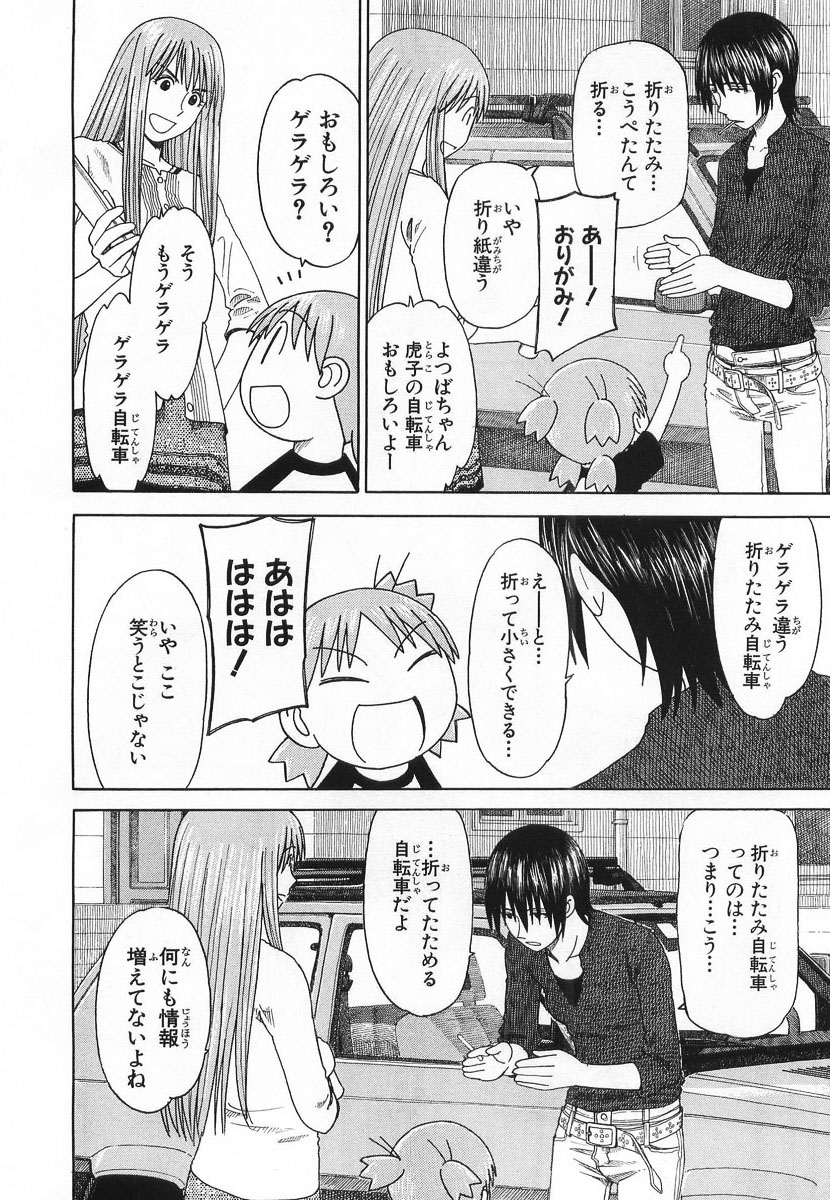 折りたたみ…
こうぺたんて
折る…
あーー！
おりがみ！
いや
折り紙違う
よつばちゃん
虎子の自転車
おもしろいよー
おもしろい？
ゲラゲラ？
そう
もうゲラゲラ
ゲラゲラ自転車
ゲラゲラ違う
折りたたみ自転車
えーーと…
折って小さくできる…
あはは
ははは！
いや ここ
笑うとこじゃない
折りたたみ自転車
ってのは…
つまり…こう…
…折ってたためる
自転車だよ
何にも情報
増えてないよね